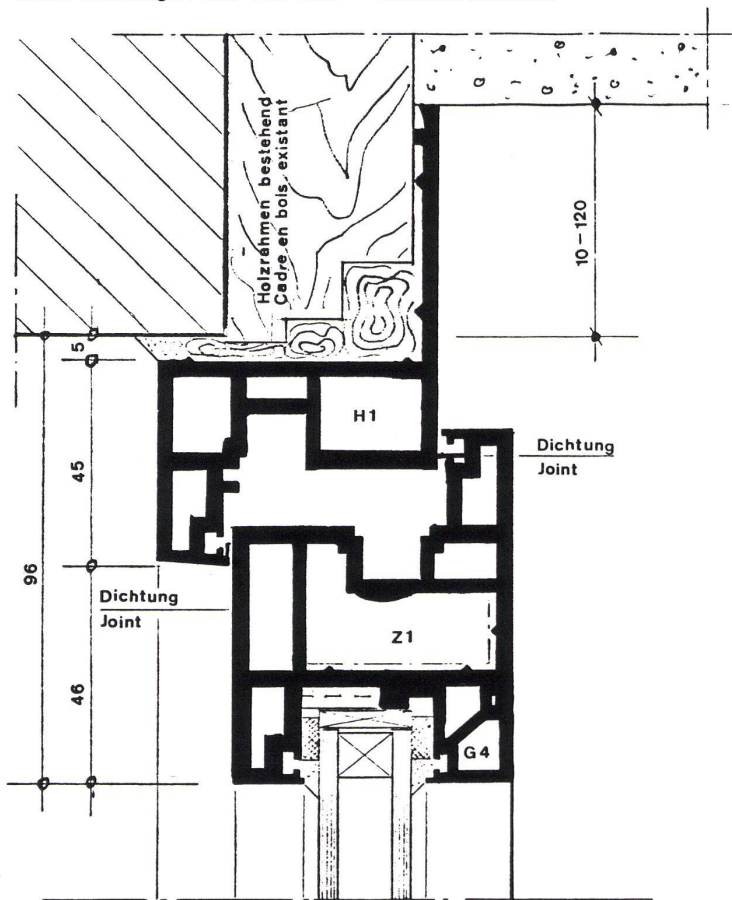 Holzrahmen bestehend
Cadre en bois existant
10-120
5
H1
45
Dichtung
Joint
96
Dichtung
Joint
Z1
46
G4